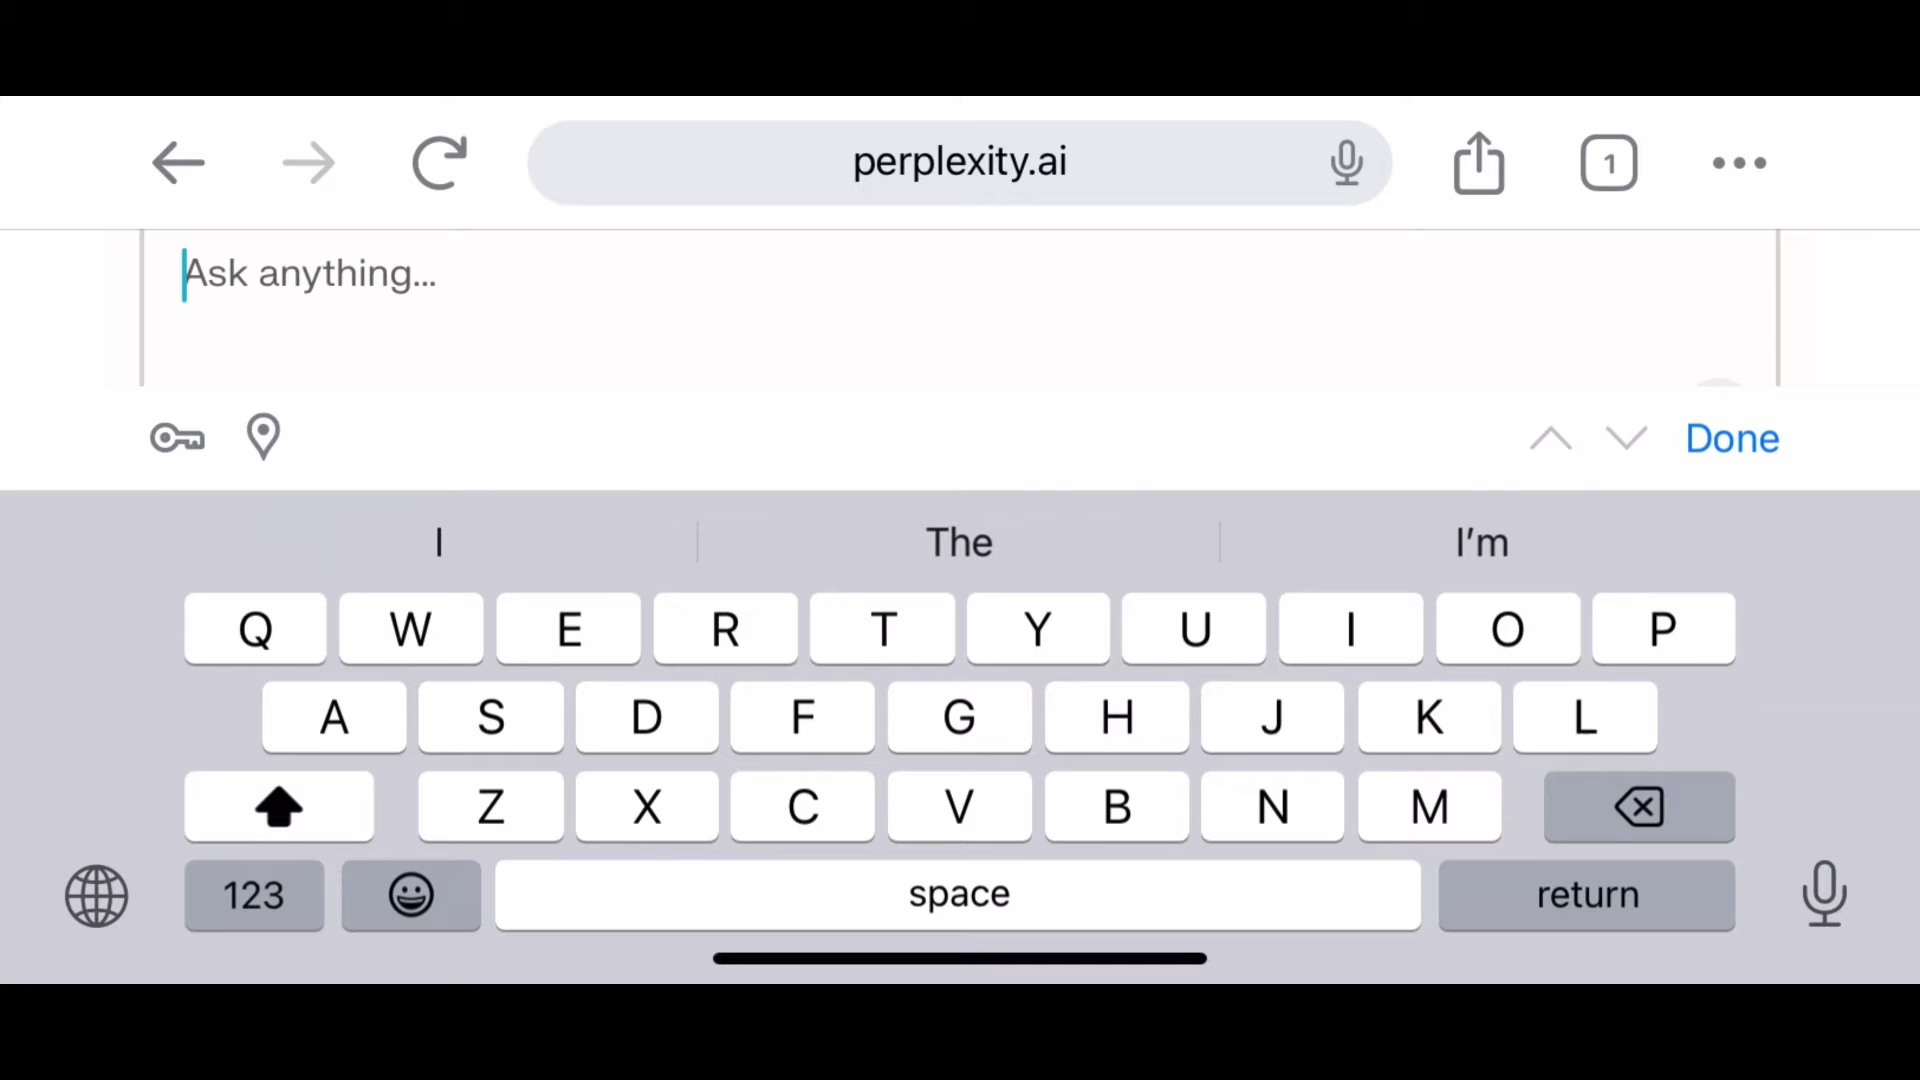 perplexity.ai
1
Ask anything...
Done
I The I'm
Q W E R T Y U I O P
A S D F G H J K L
Z X C V B N M
123 space return